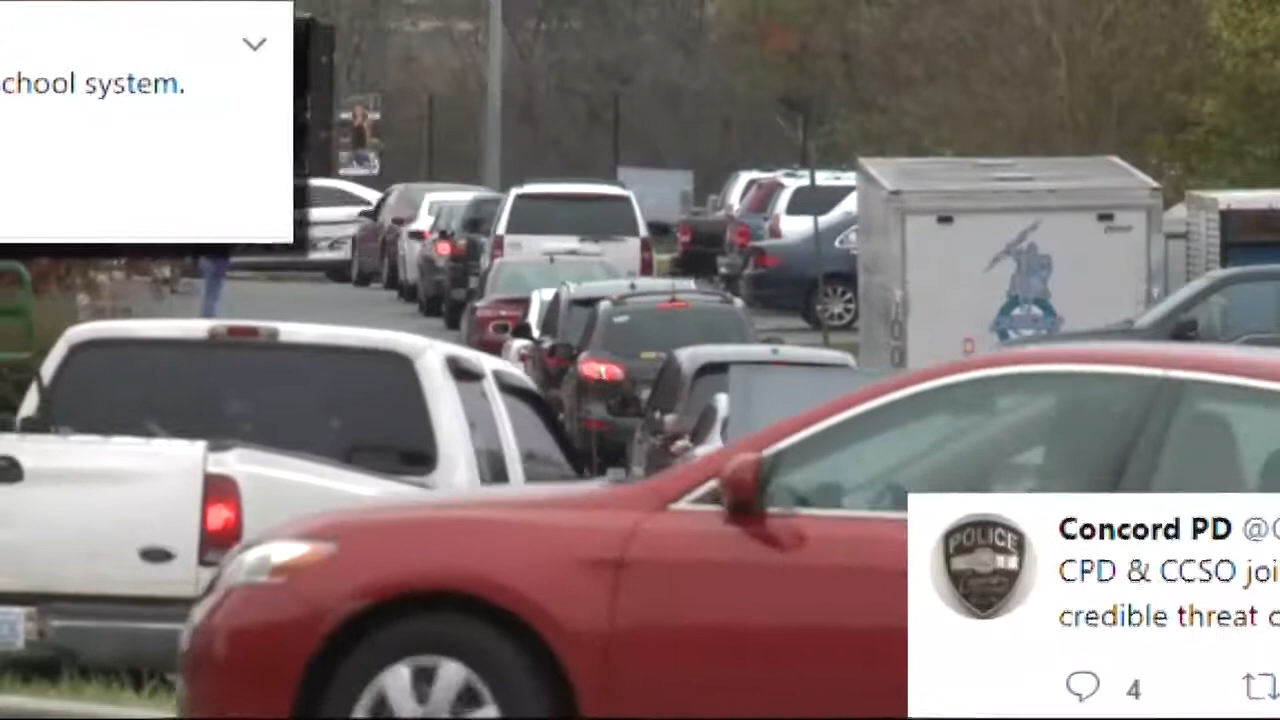 chool system.
Concord PD @
CPD & CCSO joi
credible threat
4
POLICE